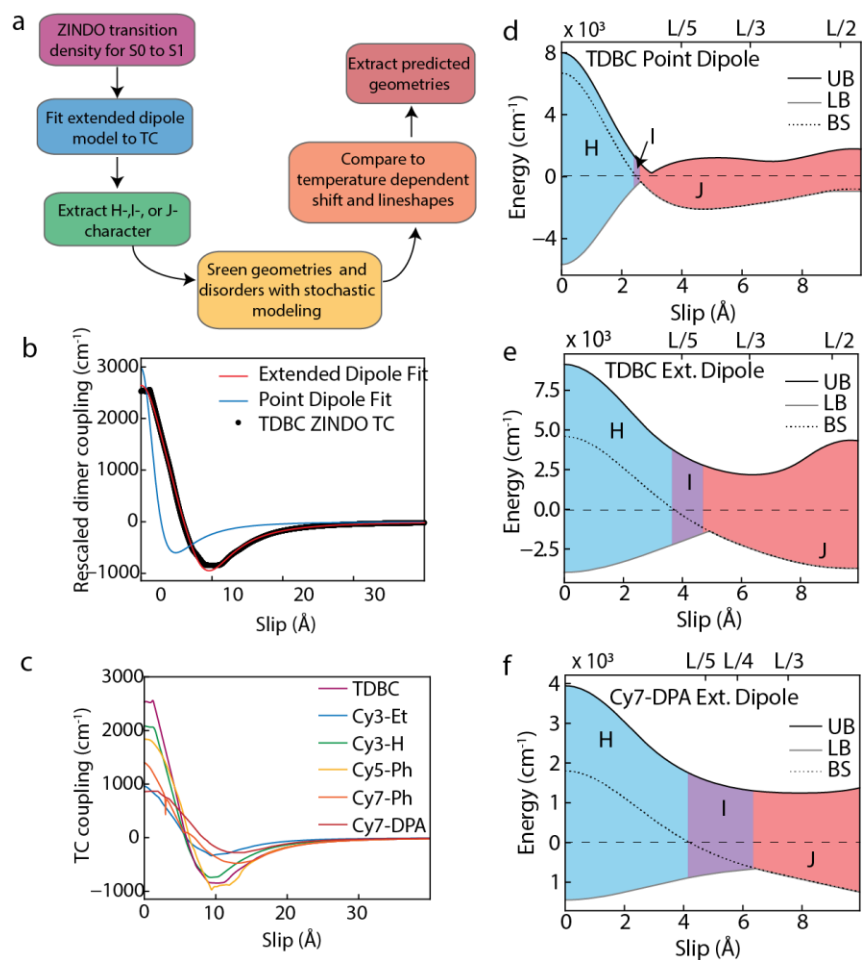 a
ZINDO transition
density for S0 to S1
Fit extended dipole
model to TC
Extract H-,I-, or J-
character
Sreen geometries and
disorders with stochastic
modeling
Compare to
temperature dependent
shift and lineshapes
Extract predicted
geometries
b
Rescaled dimer coupling (cm⁻¹)
3000
2000
1000
0
−1000
Extended Dipole Fit
Point Dipole Fit
TDBC ZINDO TC
0 10 20 30
Slip (Å)
c
TC coupling (cm⁻¹)
3000
2000
1000
0
−1000
TDBC
Cy3-Et
Cy3-H
Cy5-Ph
Cy7-Ph
Cy7-DPA
0 10 20 30
Slip (Å)
d
x 10³ L/5 L/3 L/2
TDBC Point Dipole
UB
LB
BS
Energy (cm⁻¹)
8
4
0
−4
H
I
J
0 2 4 6 8
Slip (Å)
e
x 10³ L/5 L/3 L/2
TDBC Ext. Dipole
UB
LB
BS
Energy (cm⁻¹)
7.5
5.0
2.5
0.0
−2.5
H
I
J
0 2 4 6 8
Slip (Å)
f
x 10³ L/5 L/4 L/3
Cy7-DPA Ext. Dipole
UB
LB
BS
Energy (cm⁻¹)
4
3
2
1
0
1
H
I
J
0 2 4 6 8
Slip (Å)